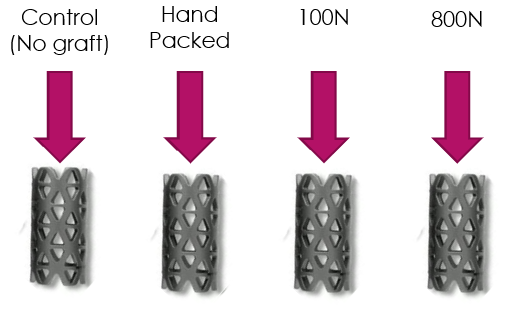 Control
(No graft)
Hand
Packed
100N
800N